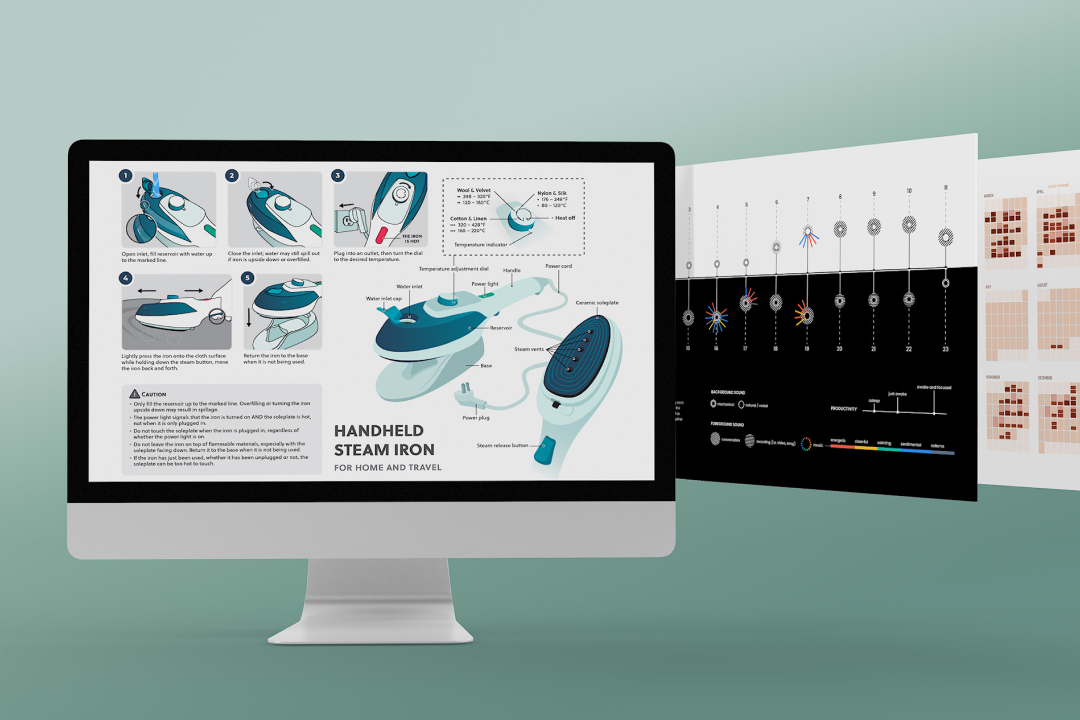 1
2
3
Open inlet, fill reservoir with water up
to the marked line.
Close the inlet; water may still spill out
if iron is upside down or overfilled.
THE IRON
IS HOT
Plug into an outlet, then turn the dial
to the desired temperature.
Wool & Velvet
•• 248 – 320°F
•• 120 – 160°C
Nylon & Silk
• 176 – 248°F
• 80 – 120°C
Cotton & Linen
••• 320 – 428°F
••• 160 – 220°C
Heat off
Temperature indicator
4
5
Lightly press the iron onto the cloth surface
while holding down the steam button, move
the iron back and forth.
Return the iron to the base
when it is not being used.
Temperature adjustment dial
Handle
Power cord
Water inlet
Power light
Water inlet cap
Ceramic soleplate
Reservoir
Steam vents
Base
Power plug
Steam release button
CAUTION
• Only fill the reservoir up to the marked line. Overfilling or turning the iron
upside down may result in spillage.
• The power light signals that the iron is turned on AND the soleplate is hot,
not when it is only plugged in.
• Do not touch the soleplate when the iron is plugged in, regardless of
whether the power light is on.
• Do not leave the iron on top of flammable materials, especially with the
soleplate facing down. Return it to the base when it is not being used.
• If the iron has just been used, whether it has been unplugged or not, the
soleplate can be too hot to touch.
HANDHELD
STEAM IRON
FOR HOME AND TRAVEL
3 4 5 6 7 8 9 10 11
15 16 17 18 19 20 21 22 23
BACKGROUND SOUND
mechanical
natural / muted
FOREGROUND SOUND
conversation
recording (i.e. video, song)
music
energetic
cheerful
calming
sentimental
intense
PRODUCTIVITY
asleep
just awake
awake and focused
MARCH
APRIL
JULY
AUGUST
NOVEMBER
DECEMBER